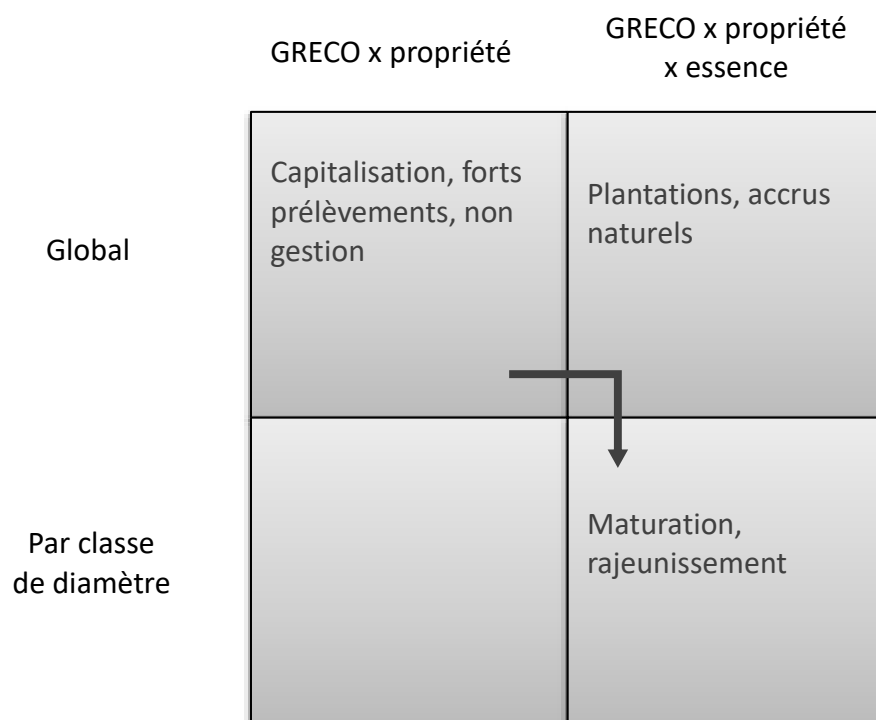 GRECO x propriété
GRECO x propriété
x essence
Global
Capitalisation, forts
prélèvements, non
gestion
Plantations, accrus
naturels
Par classe
de diamètre
Maturation,
rajeunissement